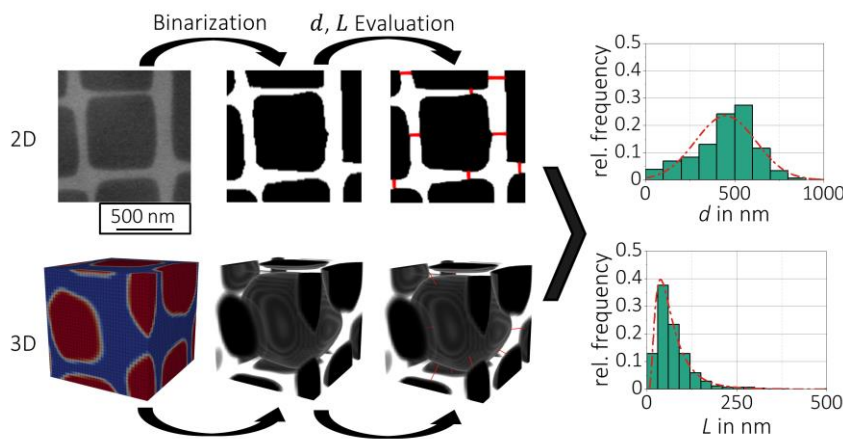 Binarization
d, L Evaluation
2D
500 nm
3D
rel. frequency
0.5
0.4
0.3
0.2
0.1
0
0
500
1000
d in nm
rel. frequency
0.5
0.4
0.3
0.2
0.1
0
0
250
500
L in nm